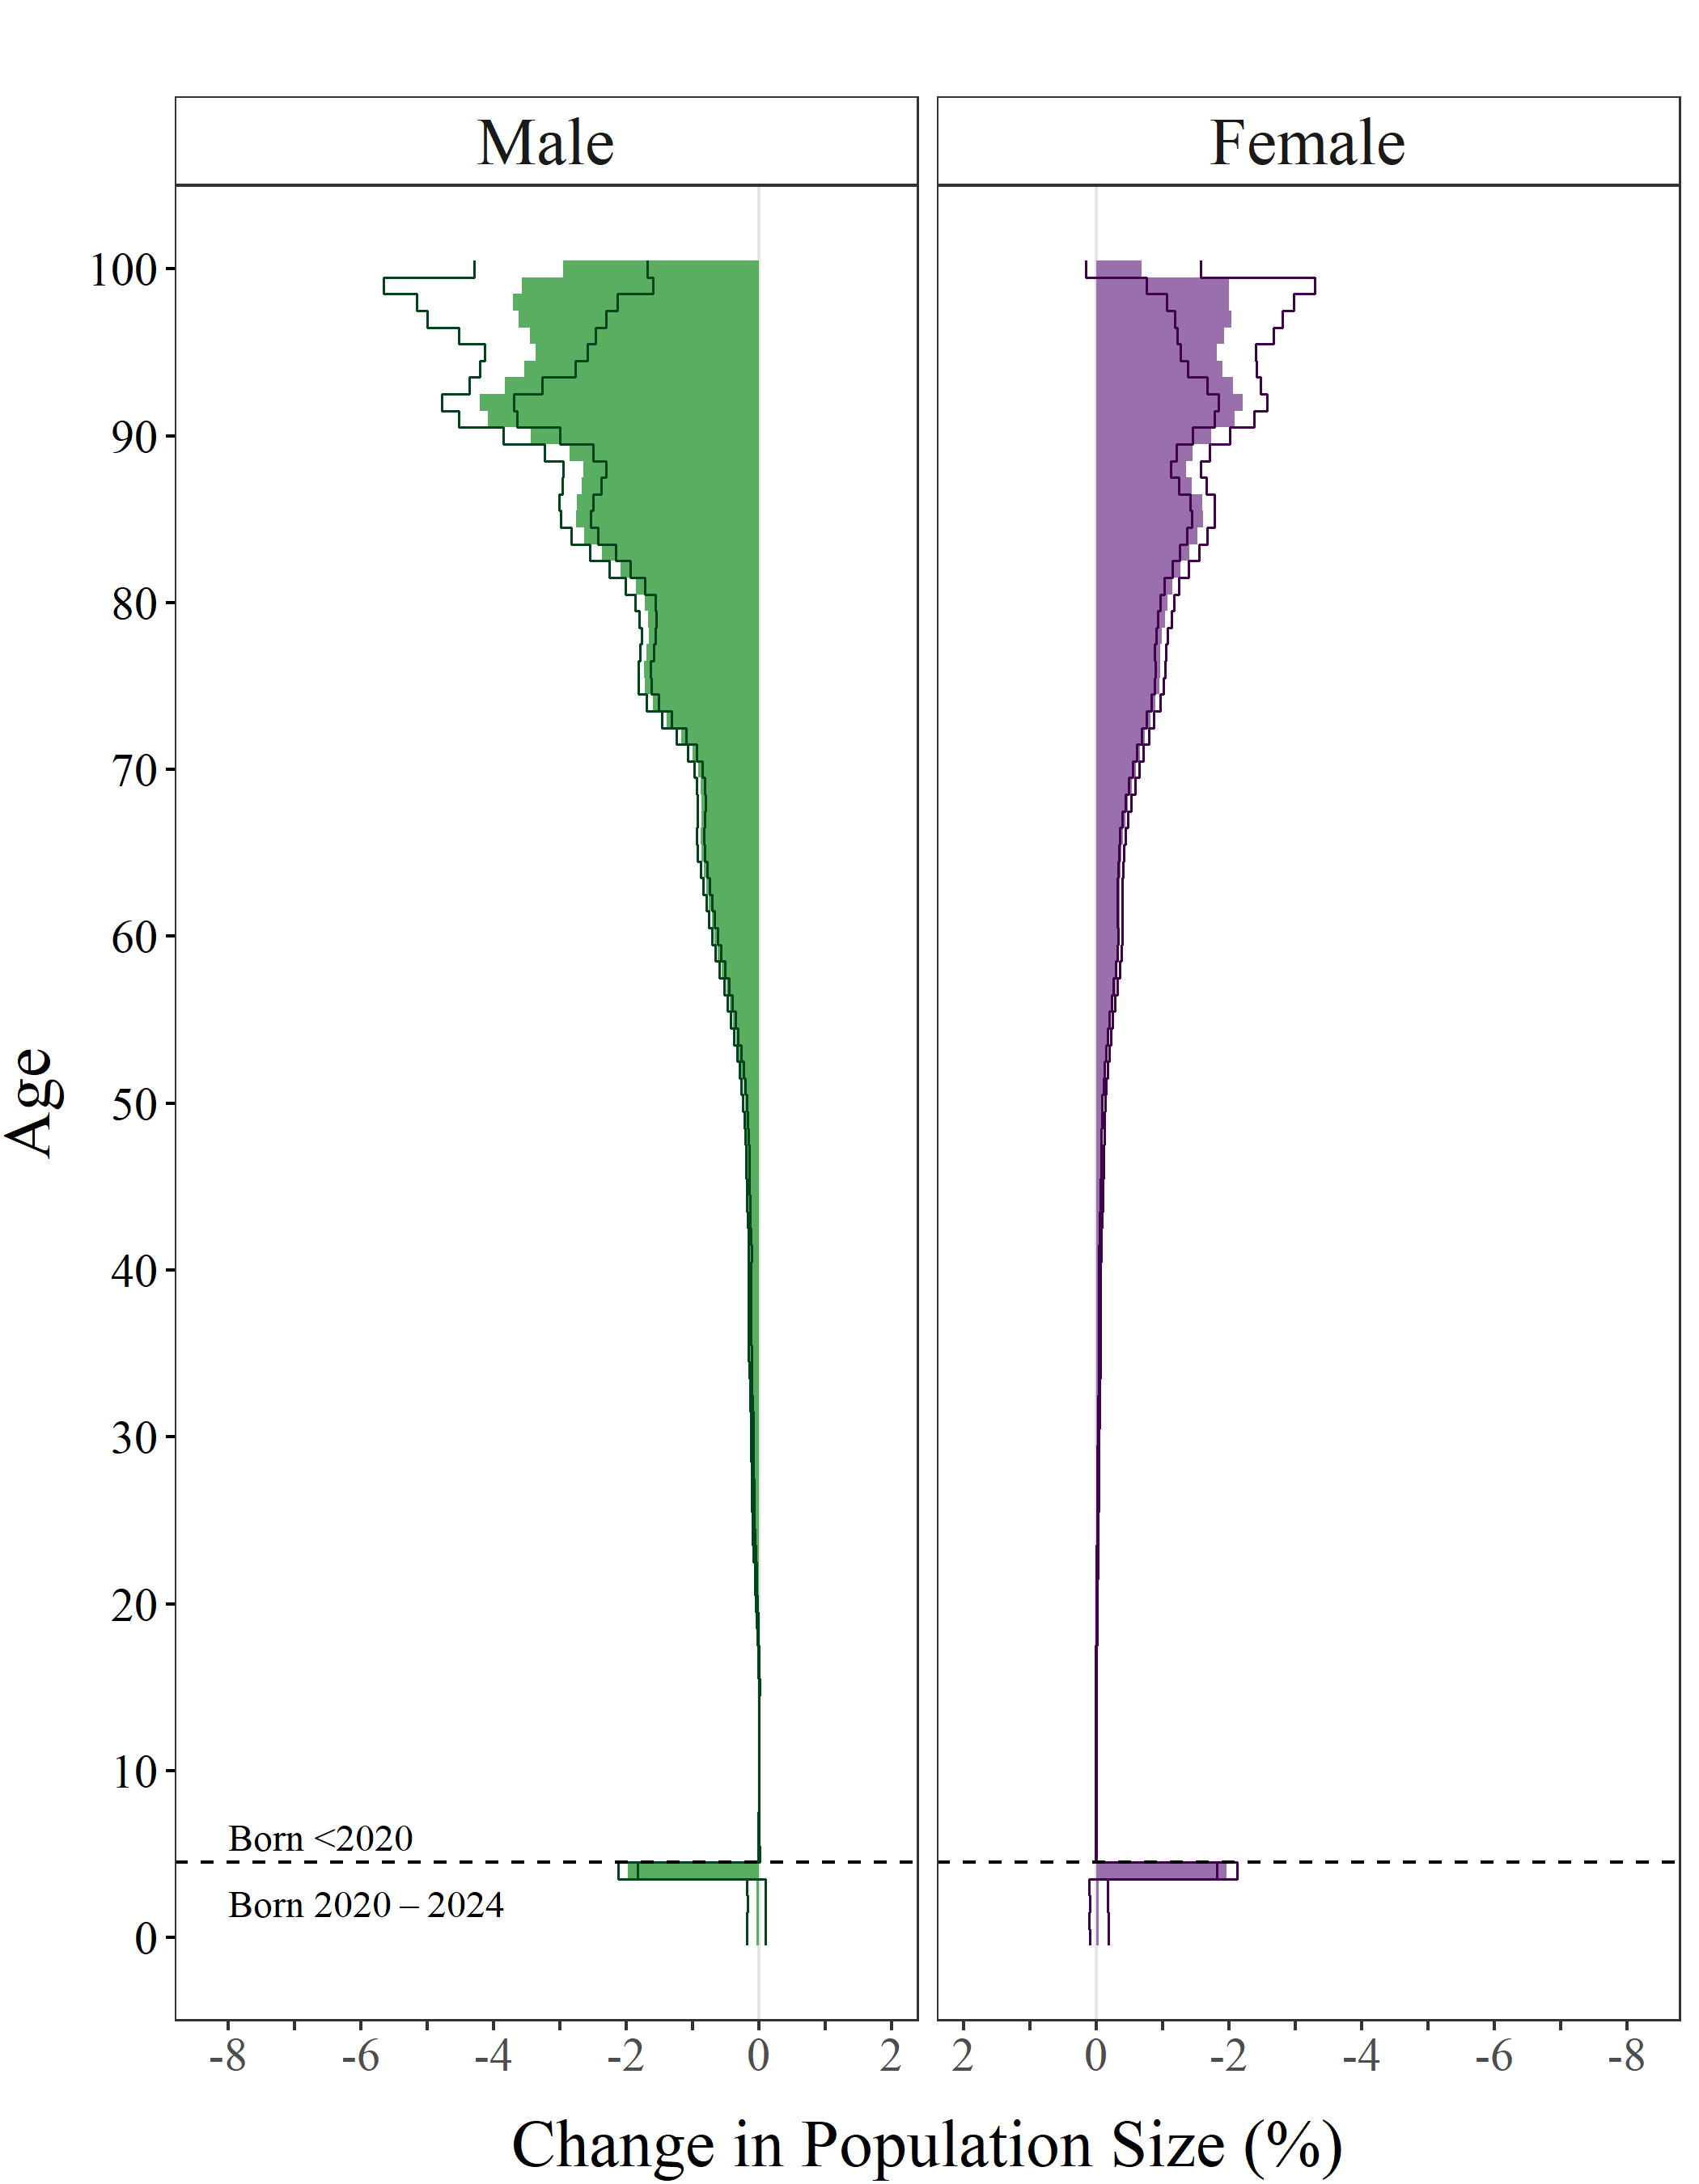 Male Female
100
90
80
70
60
50
40
30
20
10
0
Age
Born <2020
Born 2020 – 2024
-8 -6 -4 -2 0 2 2 0 -2 -4 -6 -8
Change in Population Size (%)